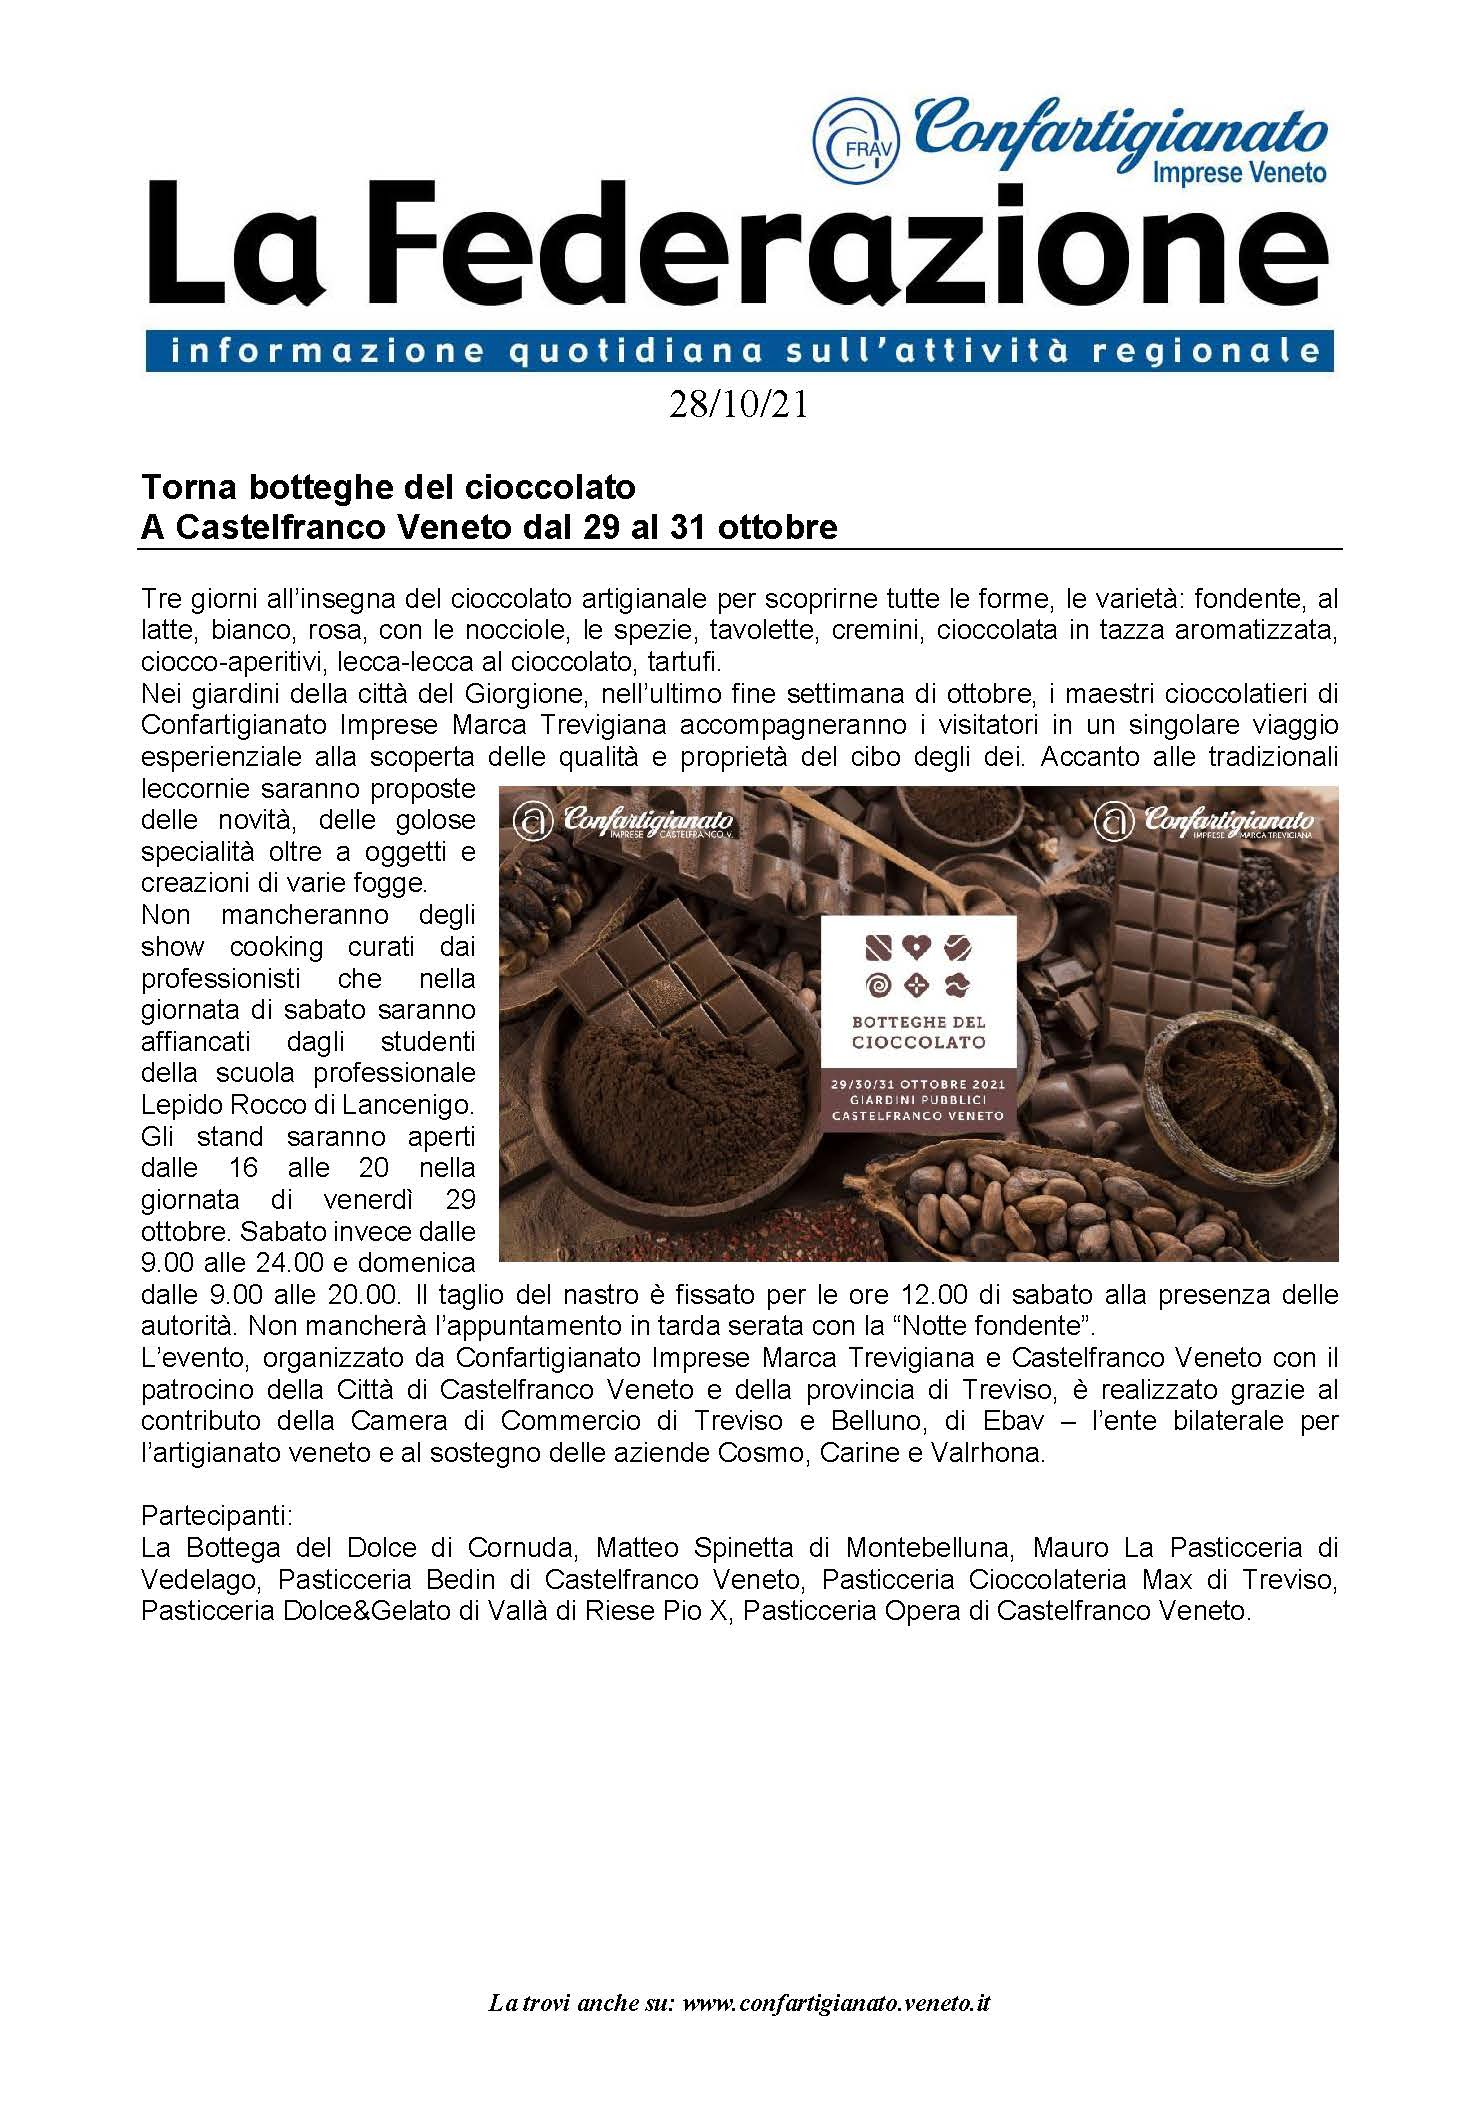 FRAV
Confartigianato
Imprese Veneto
La Federazione
informazione quotidiana sull'attività regionale
28/10/21
Torna botteghe del cioccolato
A Castelfranco Veneto dal 29 al 31 ottobre
Tre giorni all'insegna del cioccolato artigianale per scoprirne tutte le forme, le varietà: fondente, al
latte, bianco, rosa, con le nocciole, le spezie, tavolette, cremini, cioccolata in tazza aromatizzata,
ciocco-aperitivi, lecca-lecca al cioccolato, tartufi.
Nei giardini della città del Giorgione, nell'ultimo fine settimana di ottobre, i maestri cioccolatieri di
Confartigianato Imprese Marca Trevigiana accompagneranno i visitatori in un singolare viaggio
esperienziale alla scoperta delle qualità e proprietà del cibo degli dei. Accanto alle tradizionali
leccornie saranno proposte
delle novità, delle golose
specialità oltre a oggetti e
creazioni di varie fogge.
Non mancheranno degli
show cooking curati dai
professionisti che nella
giornata di sabato saranno
affiancati dagli studenti
della scuola professionale
Lepido Rocco di Lancenigo.
Gli stand saranno aperti
dalle 16 alle 20 nella
giornata di venerdì 29
ottobre. Sabato invece dalle
9.00 alle 24.00 e domenica
Confartigianato
IMPRESE CASTELFRANCO V.
Confartigianato
IMPRESE MARCA TREVIGIANA
BOTTEGHE DEL
CIOCCOLATO
29/30/31 OTTOBRE 2021
GIARDINI PUBBLICI
CASTELFRANCO VENETO
dalle 9.00 alle 20.00. Il taglio del nastro è fissato per le ore 12.00 di sabato alla presenza delle
autorità. Non mancherà l'appuntamento in tarda serata con la “Notte fondente”.
L'evento, organizzato da Confartigianato Imprese Marca Trevigiana e Castelfranco Veneto con il
patrocino della Città di Castelfranco Veneto e della provincia di Treviso, è realizzato grazie al
contributo della Camera di Commercio di Treviso e Belluno, di Ebav – l'ente bilaterale per
l'artigianato veneto e al sostegno delle aziende Cosmo, Carine e Valrhona.
Partecipanti:
La Bottega del Dolce di Cornuda, Matteo Spinetta di Montebelluna, Mauro La Pasticceria di
Vedelago, Pasticceria Bedin di Castelfranco Veneto, Pasticceria Cioccolateria Max di Treviso,
Pasticceria Dolce&Gelato di Vallà di Riese Pio X, Pasticceria Opera di Castelfranco Veneto.
La trovi anche su: www.confartigianato.veneto.it